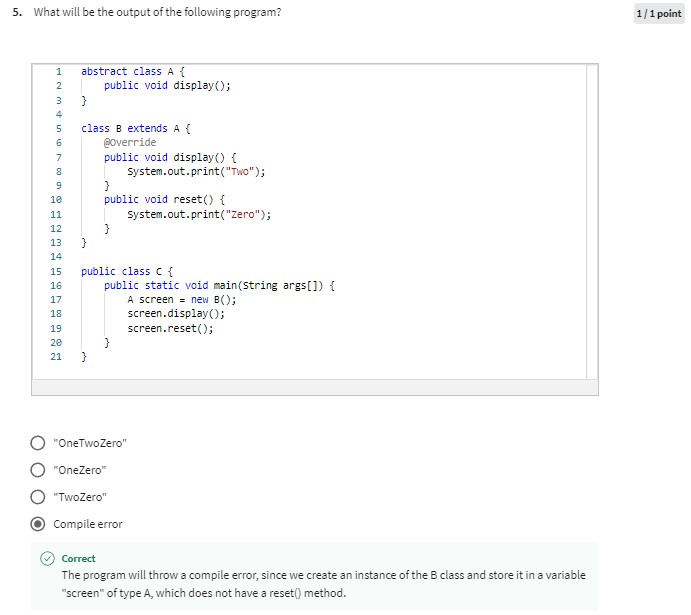 5. What will be the output of the following program?
1/1 point
1 abstract class A {
2 public void display();
3 }
4
5 class B extends A {
6 @Override
7 public void display() {
8 System.out.print("Two");
9 }
10 public void reset() {
11 System.out.print("Zero");
12 }
13 }
14
15 public class C {
16 public static void main(String args[]) {
17 A screen = new B();
18 screen.display();
19 screen.reset();
20 }
21 }
"OneTwoZero"
"OneZero"
"TwoZero"
Compile error
Correct
The program will throw a compile error, since we create an instance of the B class and store it in a variable
"screen" of type A, which does not have a reset() method.